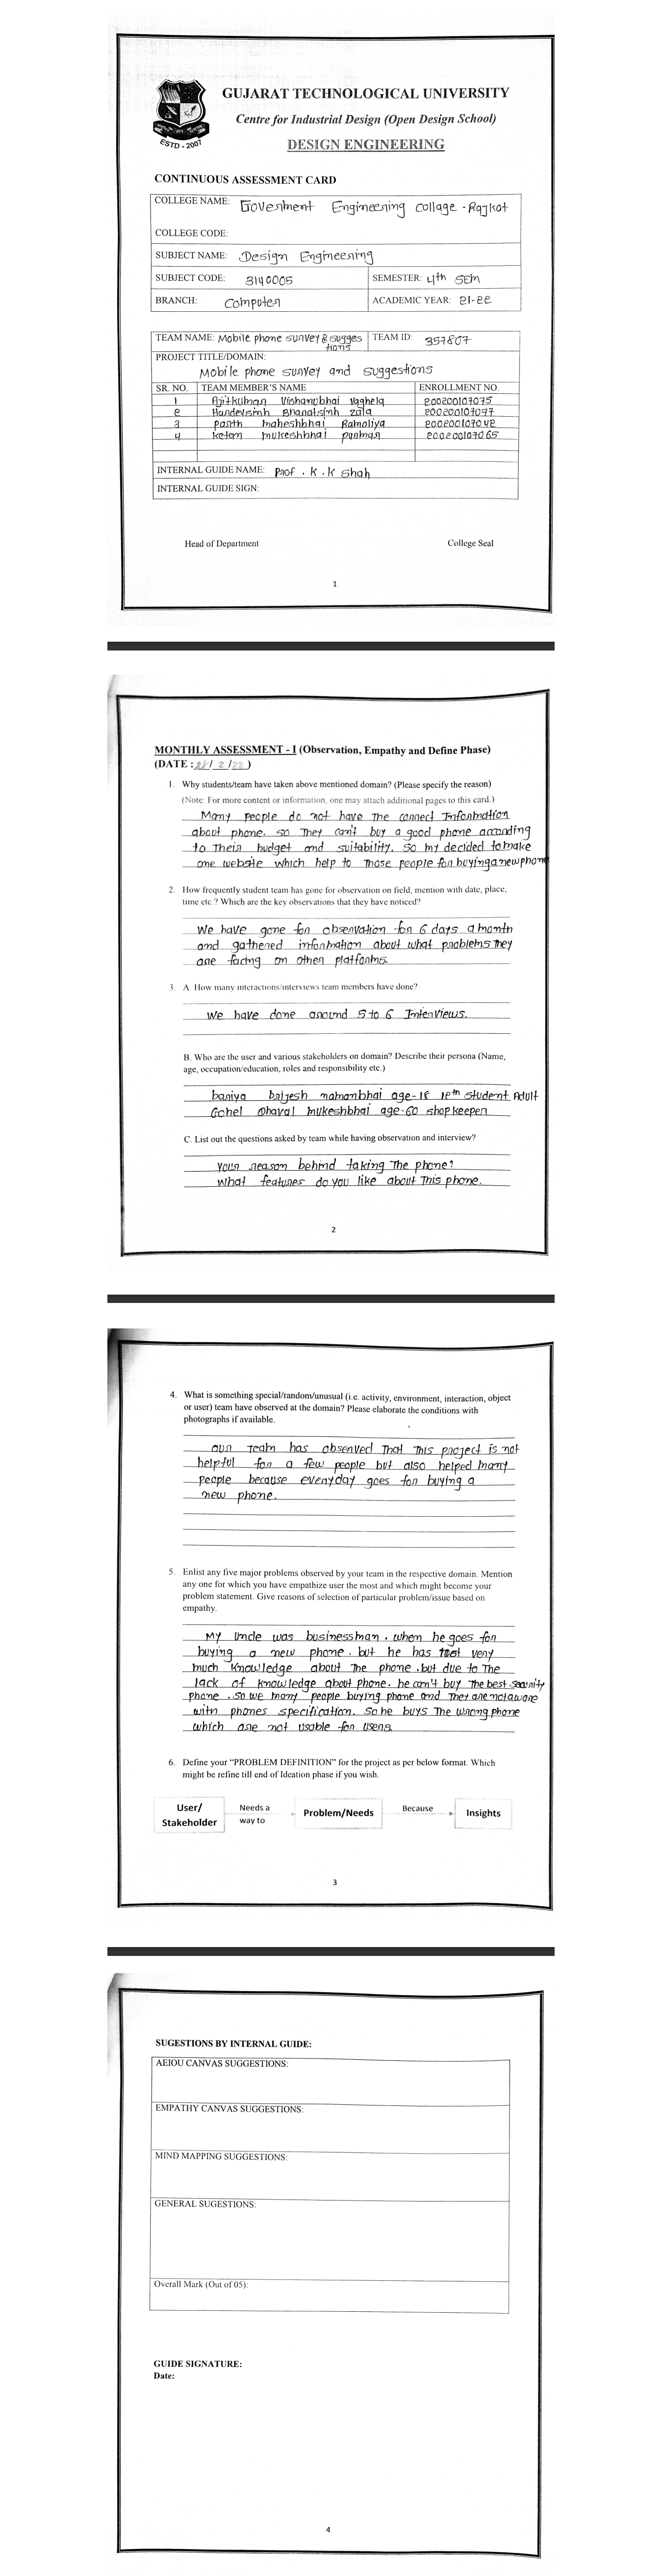 GUJARAT TECHNOLOGICAL UNIVERSITY
Centre for Industrial Design (Open Design School)
DESIGN ENGINEERING
ESTD - 2007
CONTINUOUS ASSESSMENT CARD
COLLEGE NAME: Goverment Engineering collage - Rajkot
COLLEGE CODE:
SUBJECT NAME: Design Engineering
SUBJECT CODE: 3140005 SEMESTER: 4th SEM
BRANCH: Computer ACADEMIC YEAR: 21-22
TEAM NAME: Mobile phone survey & sugges TEAM ID: 357807
tions
PROJECT TITLE/DOMAIN:
Mobile phone survey and suggestions
SR. NO. TEAM MEMBER'S NAME ENROLLMENT NO.
1 Ajitkumar Vishanubhai vaghela 200200107075
2 Hardevsinh Bharatsinh zala 200200107077
3 parth maheshbhai Ramoliya 200200107042
4 ketan mukeshbhai parmar 200200107065
INTERNAL GUIDE NAME: Prof . K . K Shah
INTERNAL GUIDE SIGN:
Head of Department College Seal
1
MONTHLY ASSESSMENT - I (Observation, Empathy and Define Phase)
(DATE : / 2 /22 )
1. Why students/team have taken above mentioned domain? (Please specify the reason)
(Note: For more content or information, one may attach additional pages to this card.)
Many people do not have The correct Information
about phone. so They can't buy a good phone according
to Their budget and suitability. So my decided to make
one website which help to Those people for buying a new phone
2. How frequently student team has gone for observation on field, mention with date, place,
time etc.? Which are the key observations that they have noticed?
We have gone for observation for 6 days a month
and gathered information about what problems They
are facing on other platforms.
3. A. How many interactions/interviews team members have done?
We have done around 5 to 6 Interviews.
B. Who are the user and various stakeholders on domain? Describe their persona (Name,
age, occupation/education, roles and responsibility etc.)
bariya brijesh ramanbhai age-18 student Adult
Gohel Dhaval mukeshbhai age-60 shopkeeper
C. List out the questions asked by team while having observation and interview?
Your reason behind taking The phone?
What features do you like about This phone.
2
4. What is something special/random/unusual (i.e. activity, environment, interaction, object
or user) team have observed at the domain? Please elaborate the conditions with
photographs if available.
our team has observed That This project is not
helpful for a few people but also helped many
people because everyday goes for buying a
new phone.
5. Enlist any five major problems observed by your team in the respective domain. Mention
any one for which you have empathize user the most and which might become your
problem statement. Give reasons of selection of particular problem/issue based on
empathy.
My Uncle was businessman . when he goes for
buying a new phone . but he has very
much knowledge about The phone . but due to The
lack of knowledge about phone. he can't buy The best security
phone . so we many people buying phone and They are not aware
with phones specification. so he buys The wrong phone
which are not usable for users.
6. Define your “PROBLEM DEFINITION” for the project as per below format. Which
might be refine till end of Ideation phase if you wish.
User/ Stakeholder Needs a way to Problem/Needs Because Insights
3
SUGESTIONS BY INTERNAL GUIDE:
AEIOU CANVAS SUGGESTIONS:
EMPATHY CANVAS SUGGESTIONS:
MIND MAPPING SUGGESTIONS:
GENERAL SUGESTIONS:
Overall Mark (Out of 05):
GUIDE SIGNATURE:
Date:
4